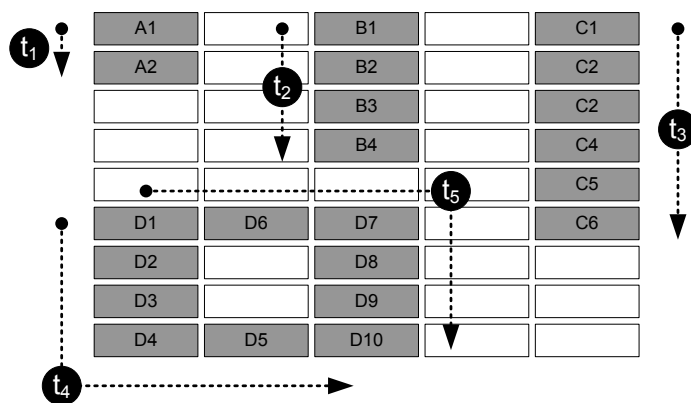 A1 B1 C1
t1
A2 B2 C2
t2
B3 C2
t3
B4 C4
C5
t5
D1 D6 D7 C6
D2 D8
D3 D9
D4 D5 D10
t4